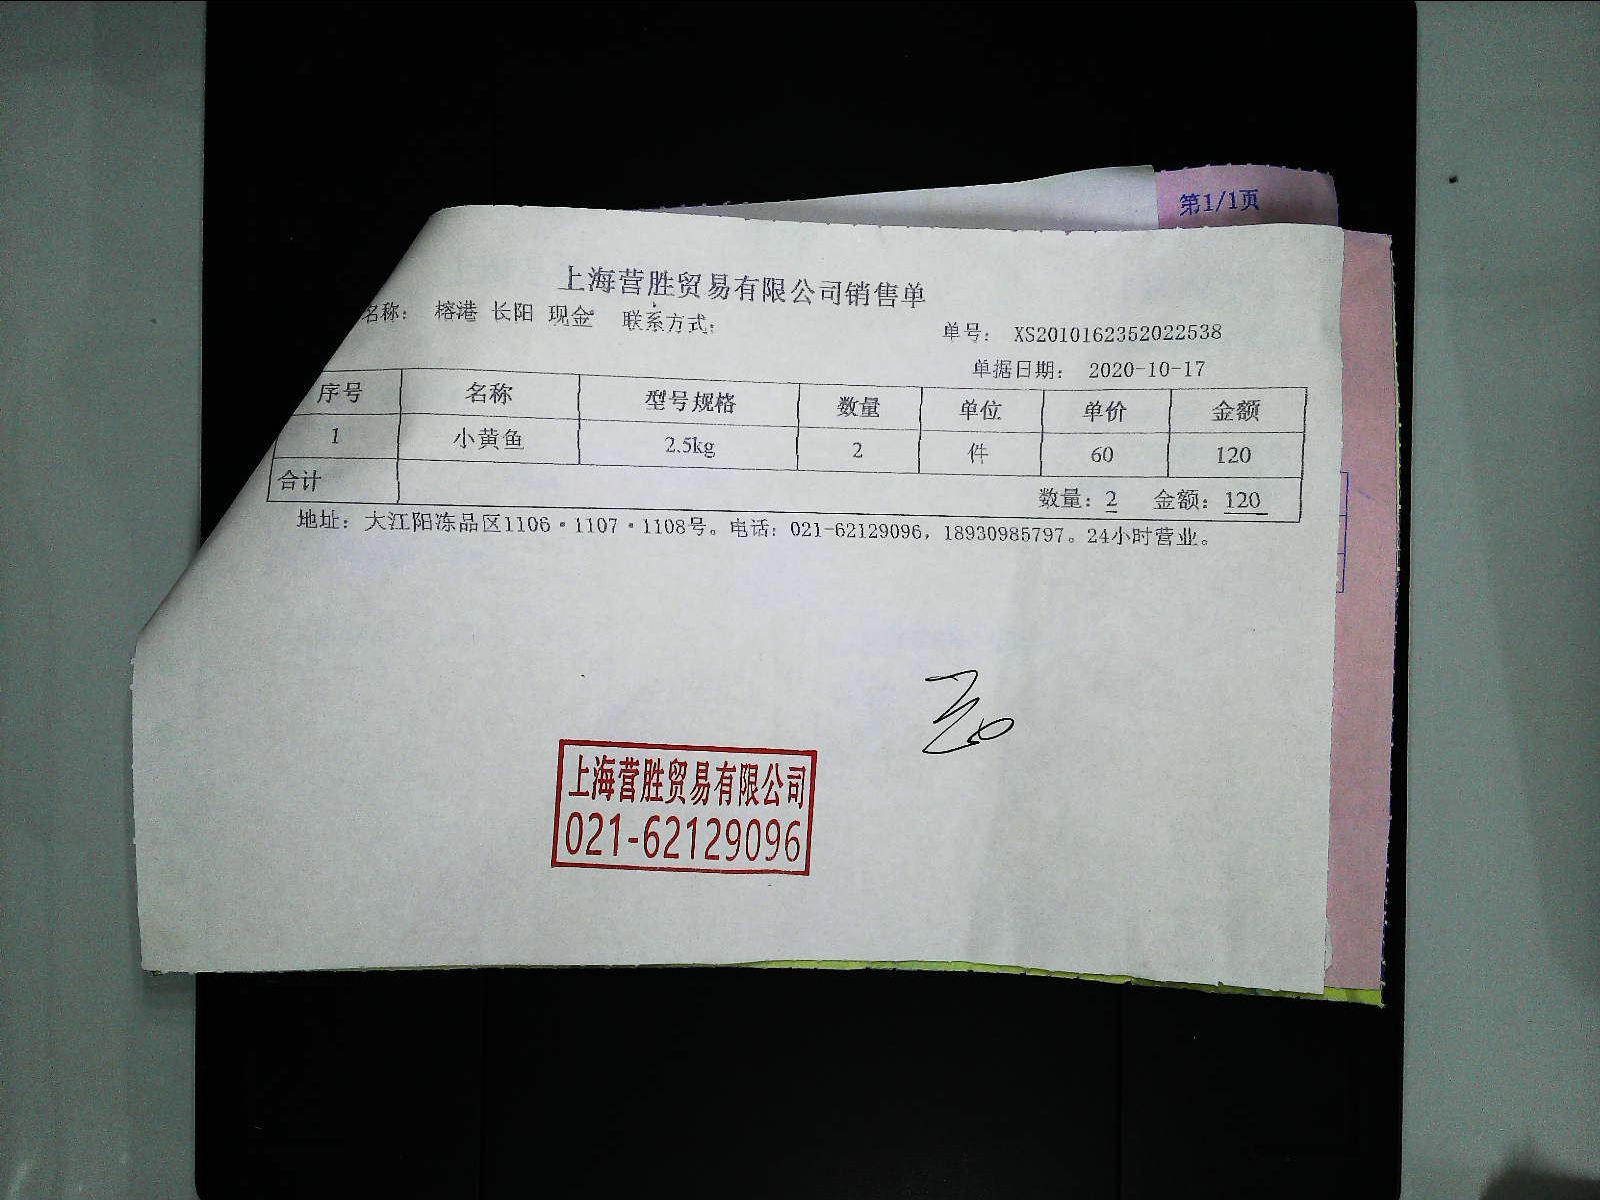 第1/1页
上海营胜贸易有限公司销售单
名称： 榕港 长阳 现金 联系方式：
单号： XS2010162352022538
单据日期： 2020-10-17
序号 名称 型号规格 数量 单位 单价 金额
1 小黄鱼 2.5kg 2 件 60 120
合计 数量：2 金额：120
地址：大江阳冻品区1106·1107·1108号。电话：021-62129096，18930985797。24小时营业。
上海营胜贸易有限公司
021-62129096